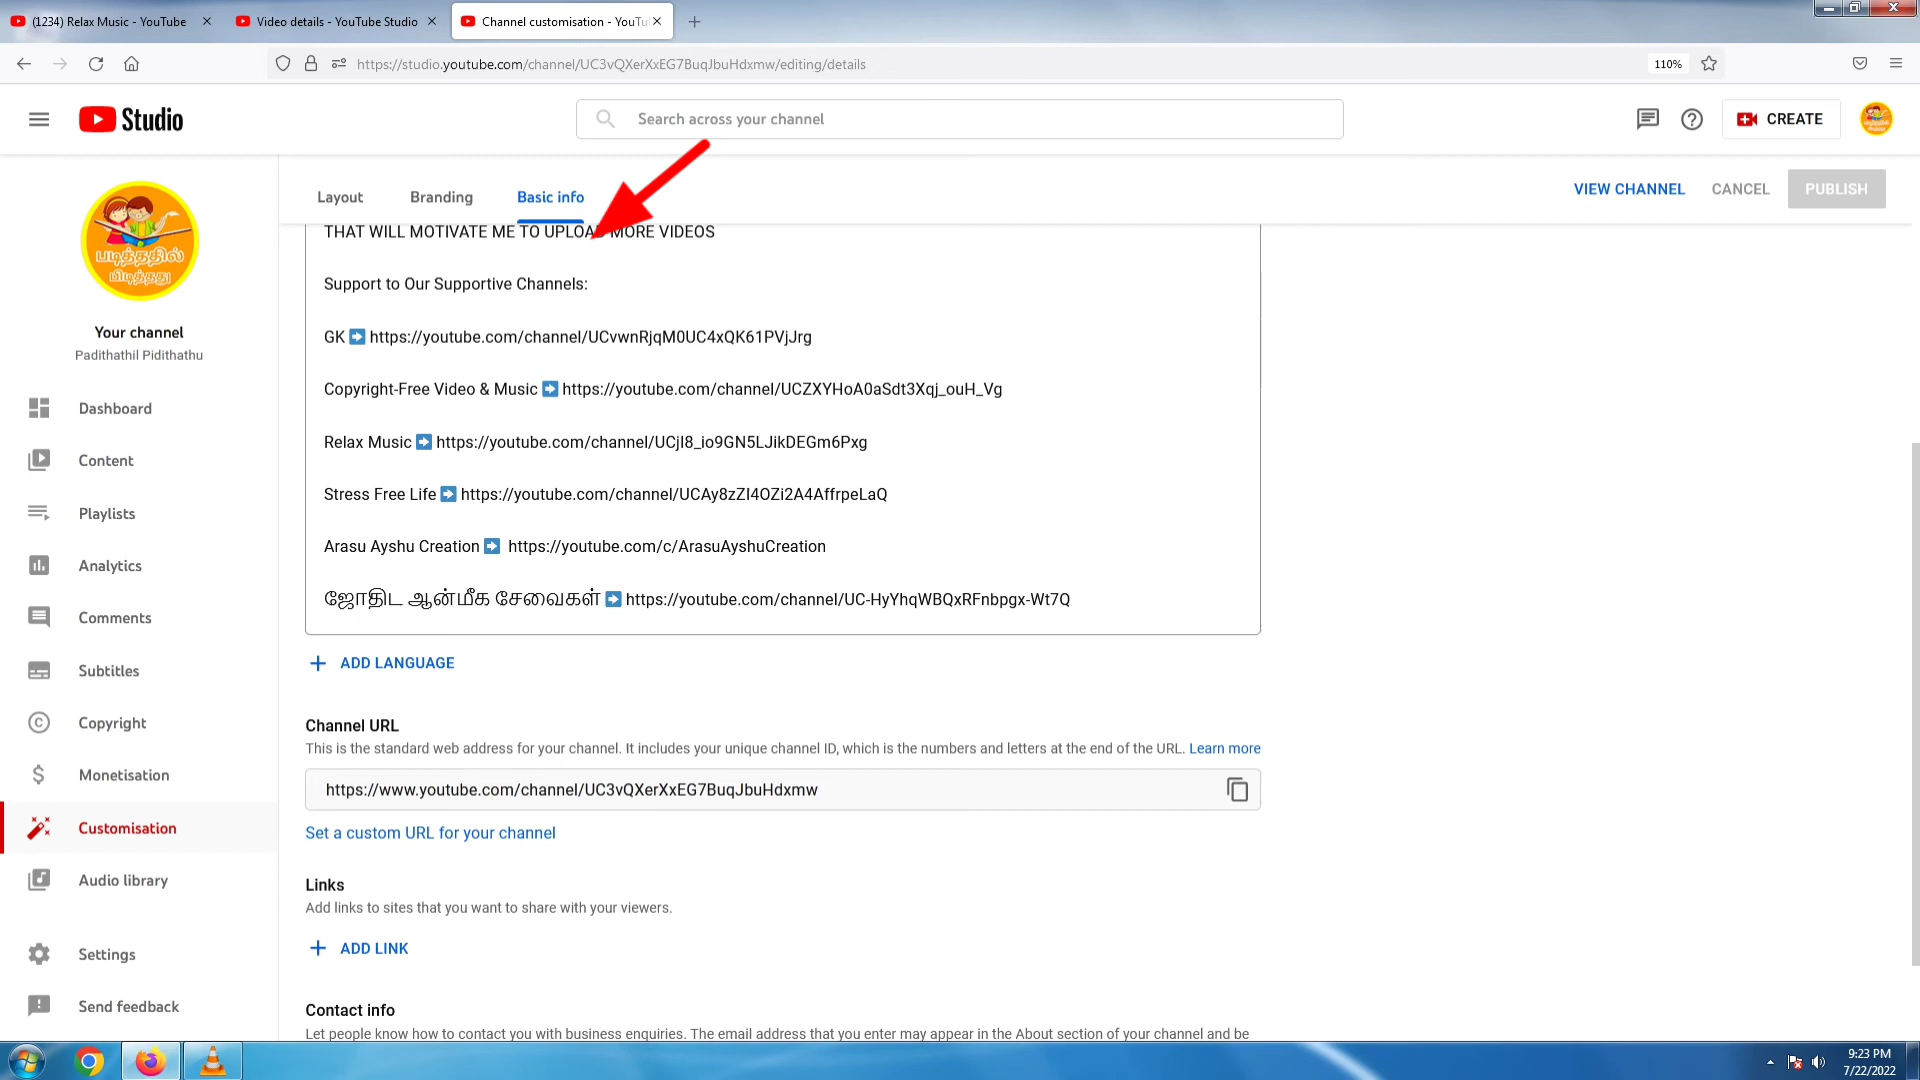 (1234) Relax Music - YouTube
Video details - YouTube Studio
Channel customisation - YouTu
https://studio.youtube.com/channel/UC3vQXerXxEG7BuqJbuHdxmw/editing/details
110%
Studio
Search across your channel
CREATE
Layout
Branding
Basic info
VIEW CHANNEL
CANCEL
PUBLISH
படித்ததில்
பிடித்தது
Your channel
Padithathil Pidithathu
Dashboard
Content
Playlists
Analytics
Comments
Subtitles
Copyright
Monetisation
Customisation
Audio library
Settings
Send feedback
THAT WILL MOTIVATE ME TO UPLOAD MORE VIDEOS
Support to Our Supportive Channels:
GK ➡ https://youtube.com/channel/UCvwnRjqM0UC4xQK61PVjJrg
Copyright-Free Video & Music ➡ https://youtube.com/channel/UCZXYHoA0aSdt3Xqj_ouH_Vg
Relax Music ➡ https://youtube.com/channel/UCjI8_io9GN5LJikDEGm6Pxg
Stress Free Life ➡ https://youtube.com/channel/UCAy8zZI4OZi2A4AffrpeLaQ
Arasu Ayshu Creation ➡ https://youtube.com/c/ArasuAyshuCreation
ஜோதிட ஆன்மீக சேவைகள் ➡ https://youtube.com/channel/UC-HyYhqWBQxRFnbpgx-Wt7Q
ADD LANGUAGE
Channel URL
This is the standard web address for your channel. It includes your unique channel ID, which is the numbers and letters at the end of the URL. Learn more
https://www.youtube.com/channel/UC3vQXerXxEG7BuqJbuHdxmw
Set a custom URL for your channel
Links
Add links to sites that you want to share with your viewers.
ADD LINK
Contact info
Let people know how to contact you with business enquiries. The email address that you enter may appear in the About section of your channel and be
9:23 PM
7/22/2022